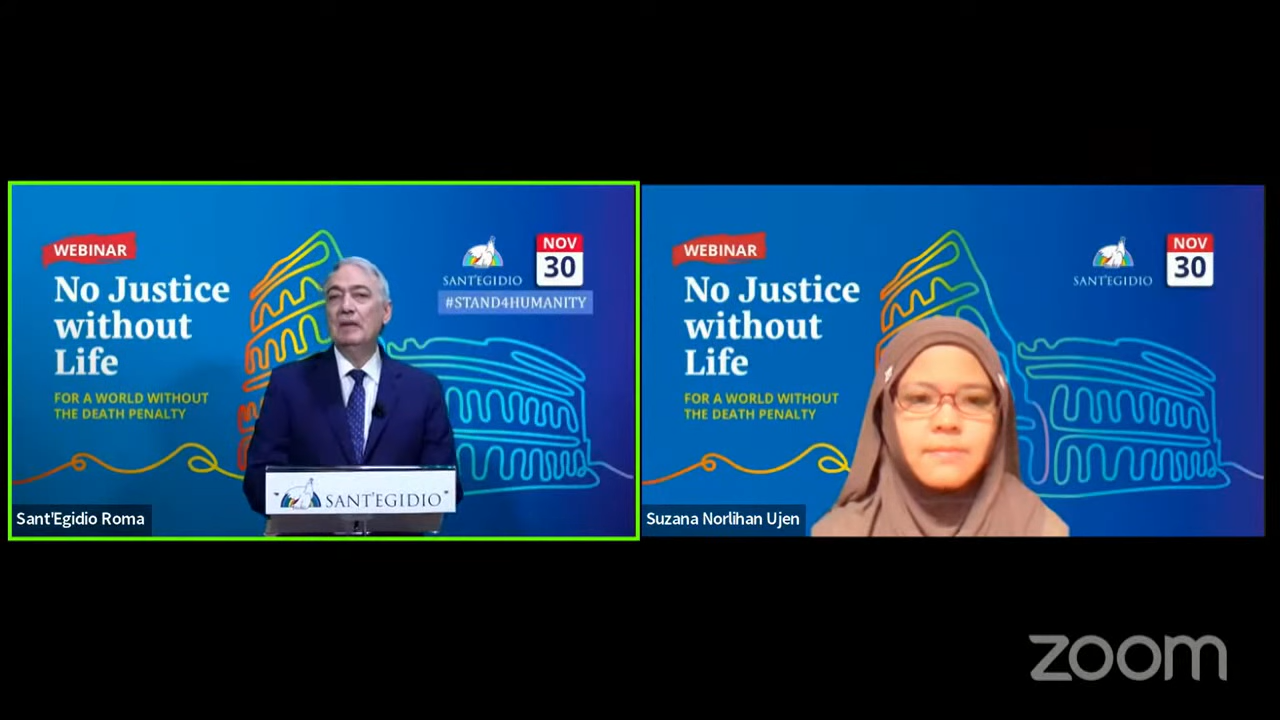 WEBINAR
No Justice
without
Life
FOR A WORLD WITHOUT
THE DEATH PENALTY
SANT'EGIDIO
NOV
30
#STAND4HUMANITY
SANT'EGIDIO
Sant'Egidio Roma
WEBINAR
No Justice
without
Life
FOR A WORLD WITHOUT
THE DEATH PENALTY
SANT'EGIDIO
NOV
30
Suzana Norlihan Ujen
zoom